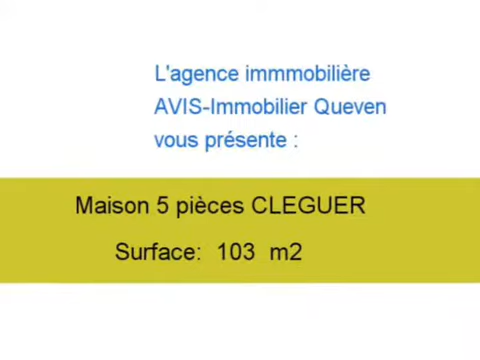 L'agence immmobilière
AVIS-Immobilier Queven
vous présente :
Maison 5 pièces CLEGUER
Surface: 103 m2